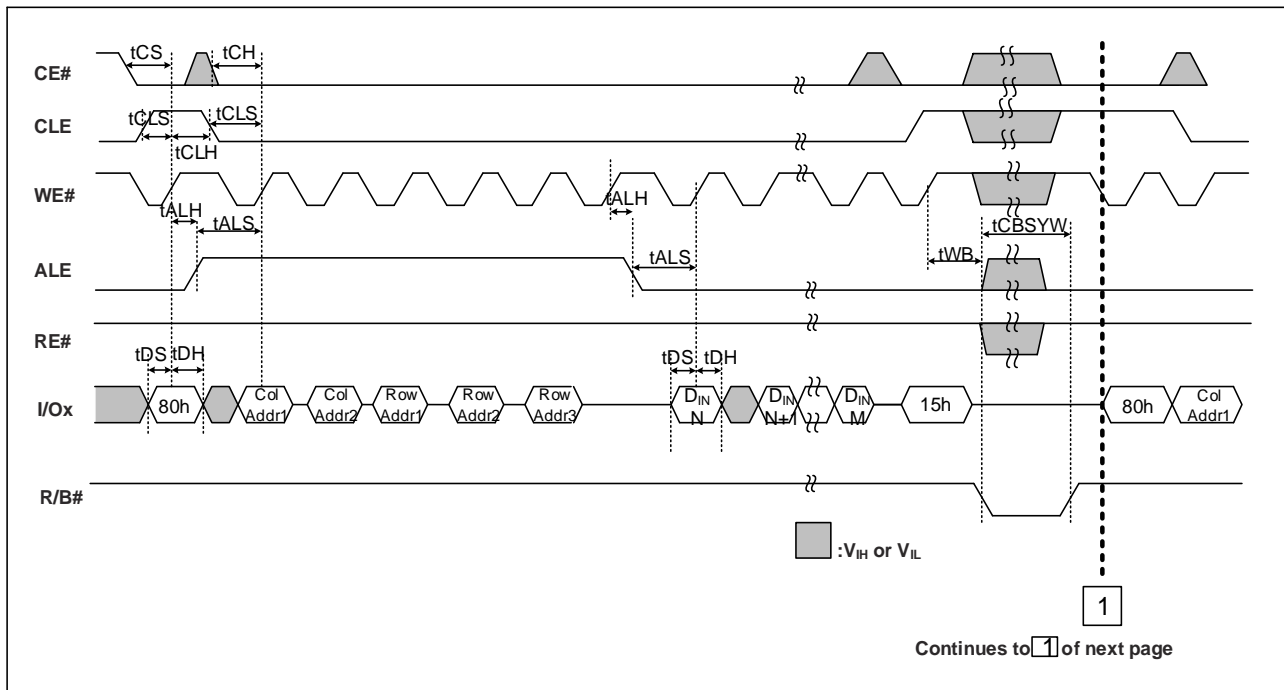 CE#
tCS
tCH
CLE
tCLS
tCLS
tCLH
WE#
tALH
tALS
tALH
tALS
tWB
tCBSYW
ALE
RE#
tDS
tDH
tDS
tDH
I/Ox
80h
Col
Addr1
Col
Addr2
Row
Addr1
Row
Addr2
Row
Addr3
DIN
N
DIN
N+1
DIN
M
15h
80h
Col
Addr1
R/B#
:VIH or VIL
1
Continues to 1 of next page